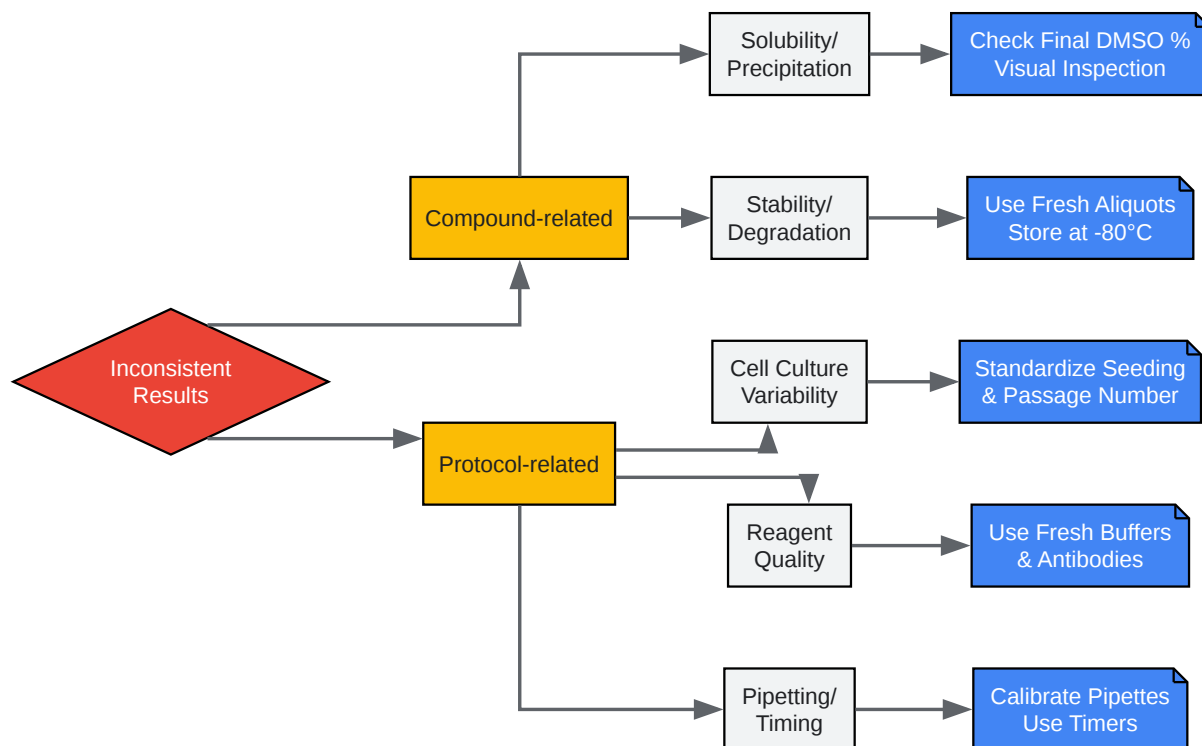 Solubility/
Precipitation
Check Final DMSO %
Visual Inspection
Compound-related
Stability/
Degradation
Use Fresh Aliquots
Store at -80°C
Inconsistent
Results
Cell Culture
Variability
Standardize Seeding
& Passage Number
Protocol-related
Reagent
Quality
Use Fresh Buffers
& Antibodies
Pipetting/
Timing
Calibrate Pipettes
Use Timers